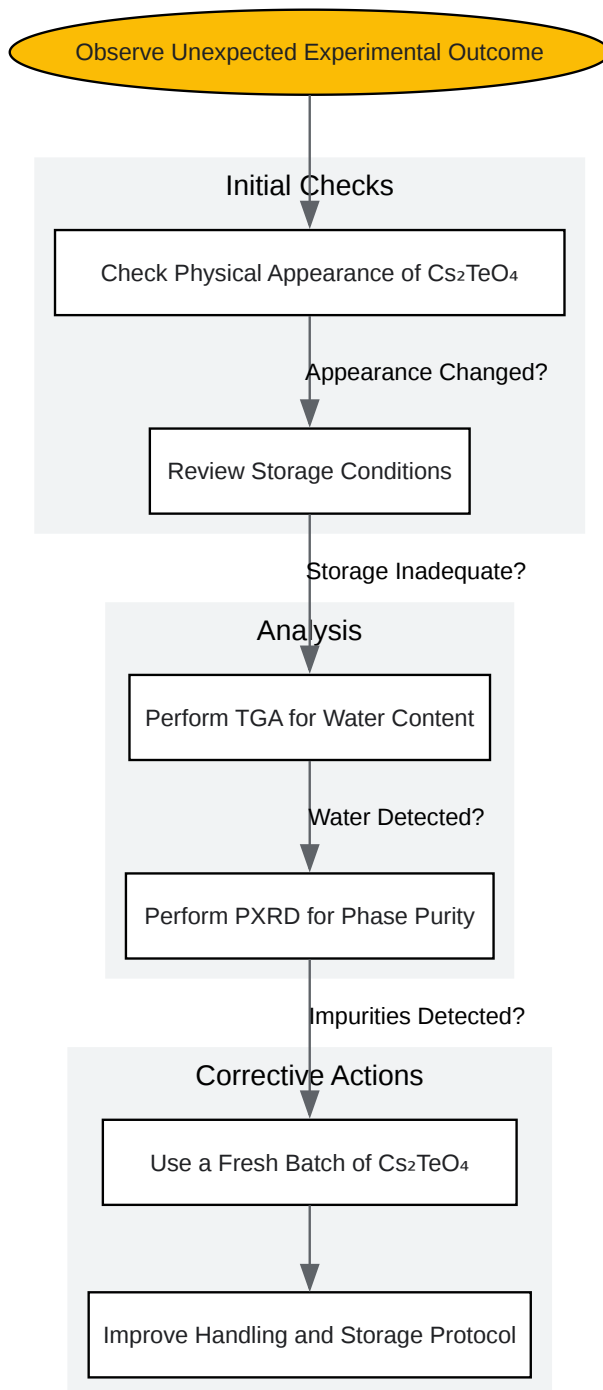 Observe Unexpected Experimental Outcome
Initial Checks
Check Physical Appearance of Cs₂TeO₄
Appearance Changed?
Review Storage Conditions
Storage Inadequate?
Analysis
Perform TGA for Water Content
Water Detected?
Perform PXRD for Phase Purity
Impurities Detected?
Corrective Actions
Use a Fresh Batch of Cs₂TeO₄
Improve Handling and Storage Protocol